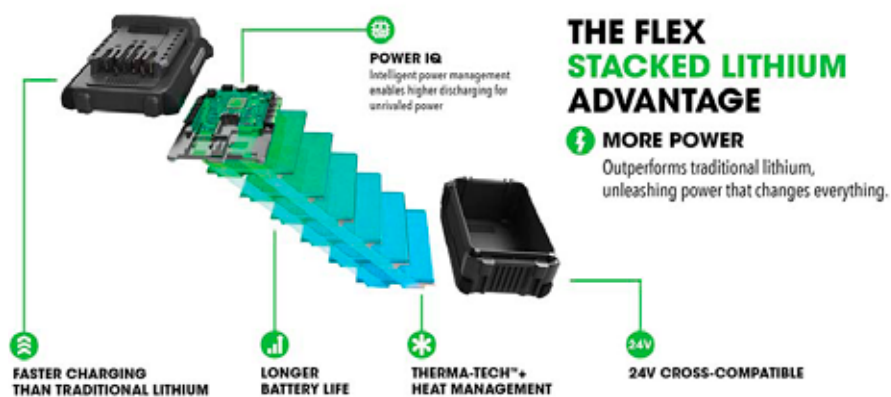 THE FLEX
STACKED LITHIUM
ADVANTAGE
MORE POWER
Outperforms traditional lithium,
unleashing power that changes everything.
POWER IQ
Intelligent power management
enables higher discharging for
unrivaled power
FASTER CHARGING
THAN TRADITIONAL LITHIUM
LONGER
BATTERY LIFE
THERMA-TECH™+
HEAT MANAGEMENT
24V
24V CROSS-COMPATIBLE